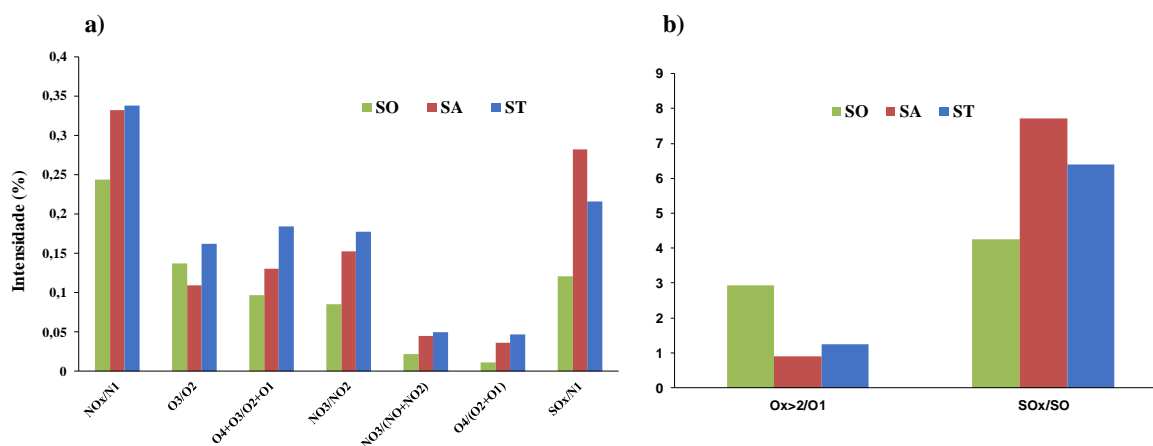 a)
Intensidade (%)
0,4
0,35
0,3
0,25
0,2
0,15
0,1
0,05
0
SO SA ST
NOx/N1
O3/O2
O4+O3/O2+O1
NO3/NO2
NO3/(NO+NO2)
O4/(O2+O1)
SOx/N1
b)
9
8
7
6
5
4
3
2
1
0
SO SA ST
Ox>2/O1
SOx/SO